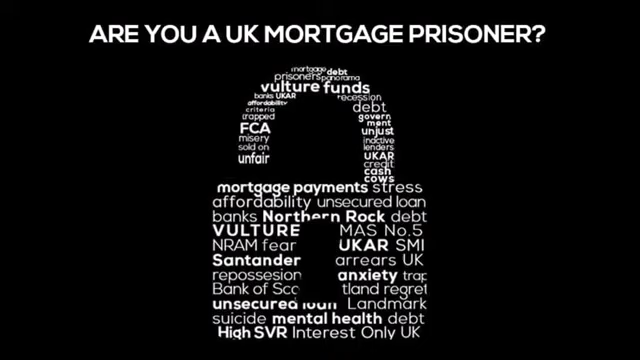 ARE YOU A UK MORTGAGE PRISONER?
mortgage debt
prisoners panorama
vulture funds
banks UKAR recession
affordability debt
criteria govern
trapped ment
FCA unjust
misery inactive
sold on lenders
unfair UKAR
credit
cash
cows
mortgage payments stress
affordability unsecured loan
banks Northern Rock debt
VULTURE MAS No.5
NRAM fear UKAR SMI
Santander arrears UK
repossesion anxiety trap
Bank of Sco tland regret
unsecured loan Landmark
suicide mental health debt
High SVR Interest Only UK